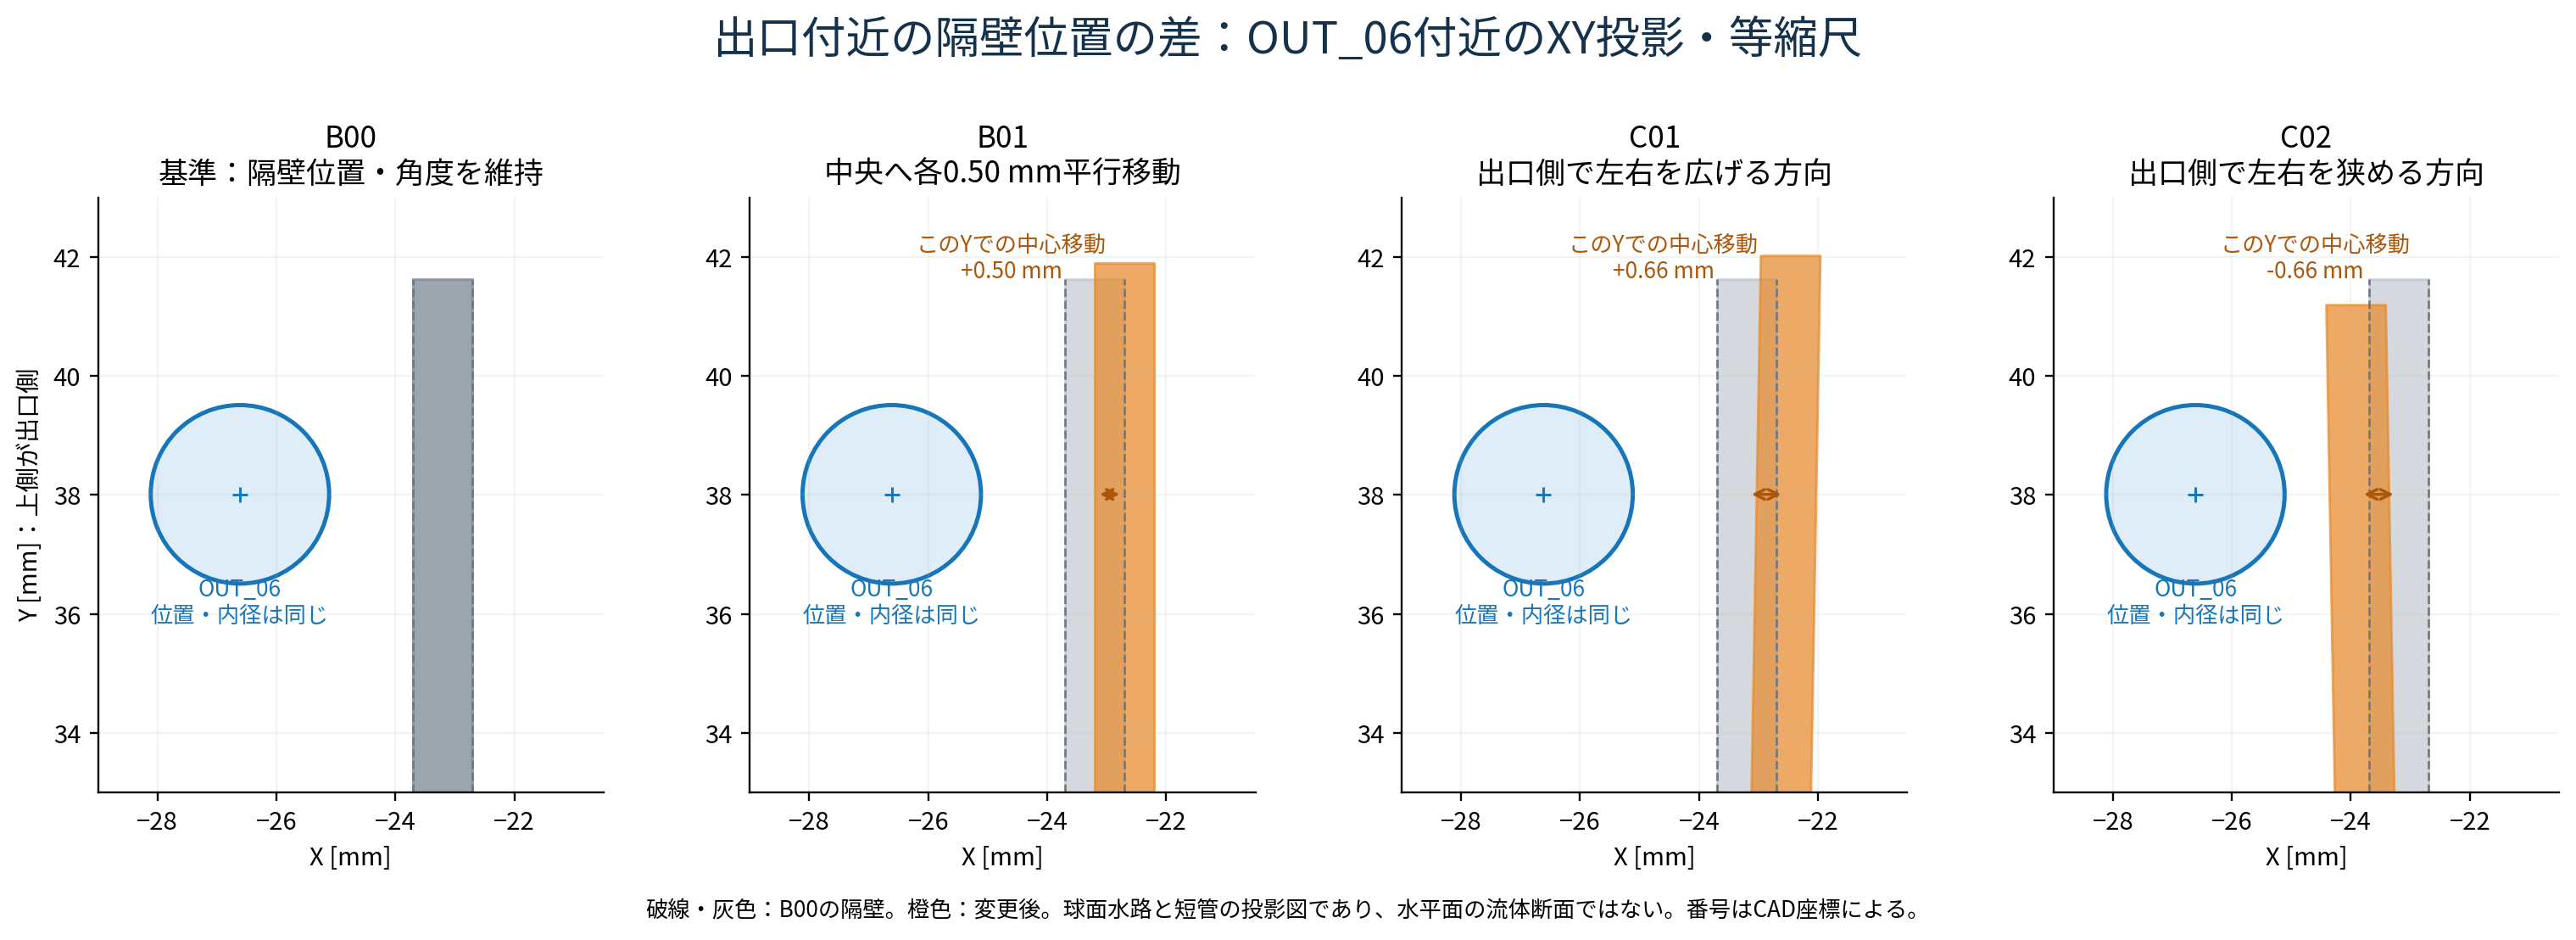 出口付近の隔壁位置の差：OUT_06付近のXY投影・等縮尺
B00
基準：隔壁位置・角度を維持
Y [mm]：上側が出口側
42
40
38
36
34
OUT_06
位置・内径は同じ
−28
−26
−24
−22
X [mm]
B01
中央へ各0.50 mm平行移動
このYでの中心移動
+0.50 mm
42
40
38
36
34
OUT_06
位置・内径は同じ
−28
−26
−24
−22
X [mm]
C01
出口側で左右を広げる方向
このYでの中心移動
+0.66 mm
42
40
38
36
34
OUT_06
位置・内径は同じ
−28
−26
−24
−22
X [mm]
C02
出口側で左右を狭める方向
このYでの中心移動
-0.66 mm
42
40
38
36
34
OUT_06
位置・内径は同じ
−28
−26
−24
−22
X [mm]
破線・灰色：B00の隔壁。橙色：変更後。球面水路と短管の投影図であり、水平面の流体断面ではない。番号はCAD座標による。